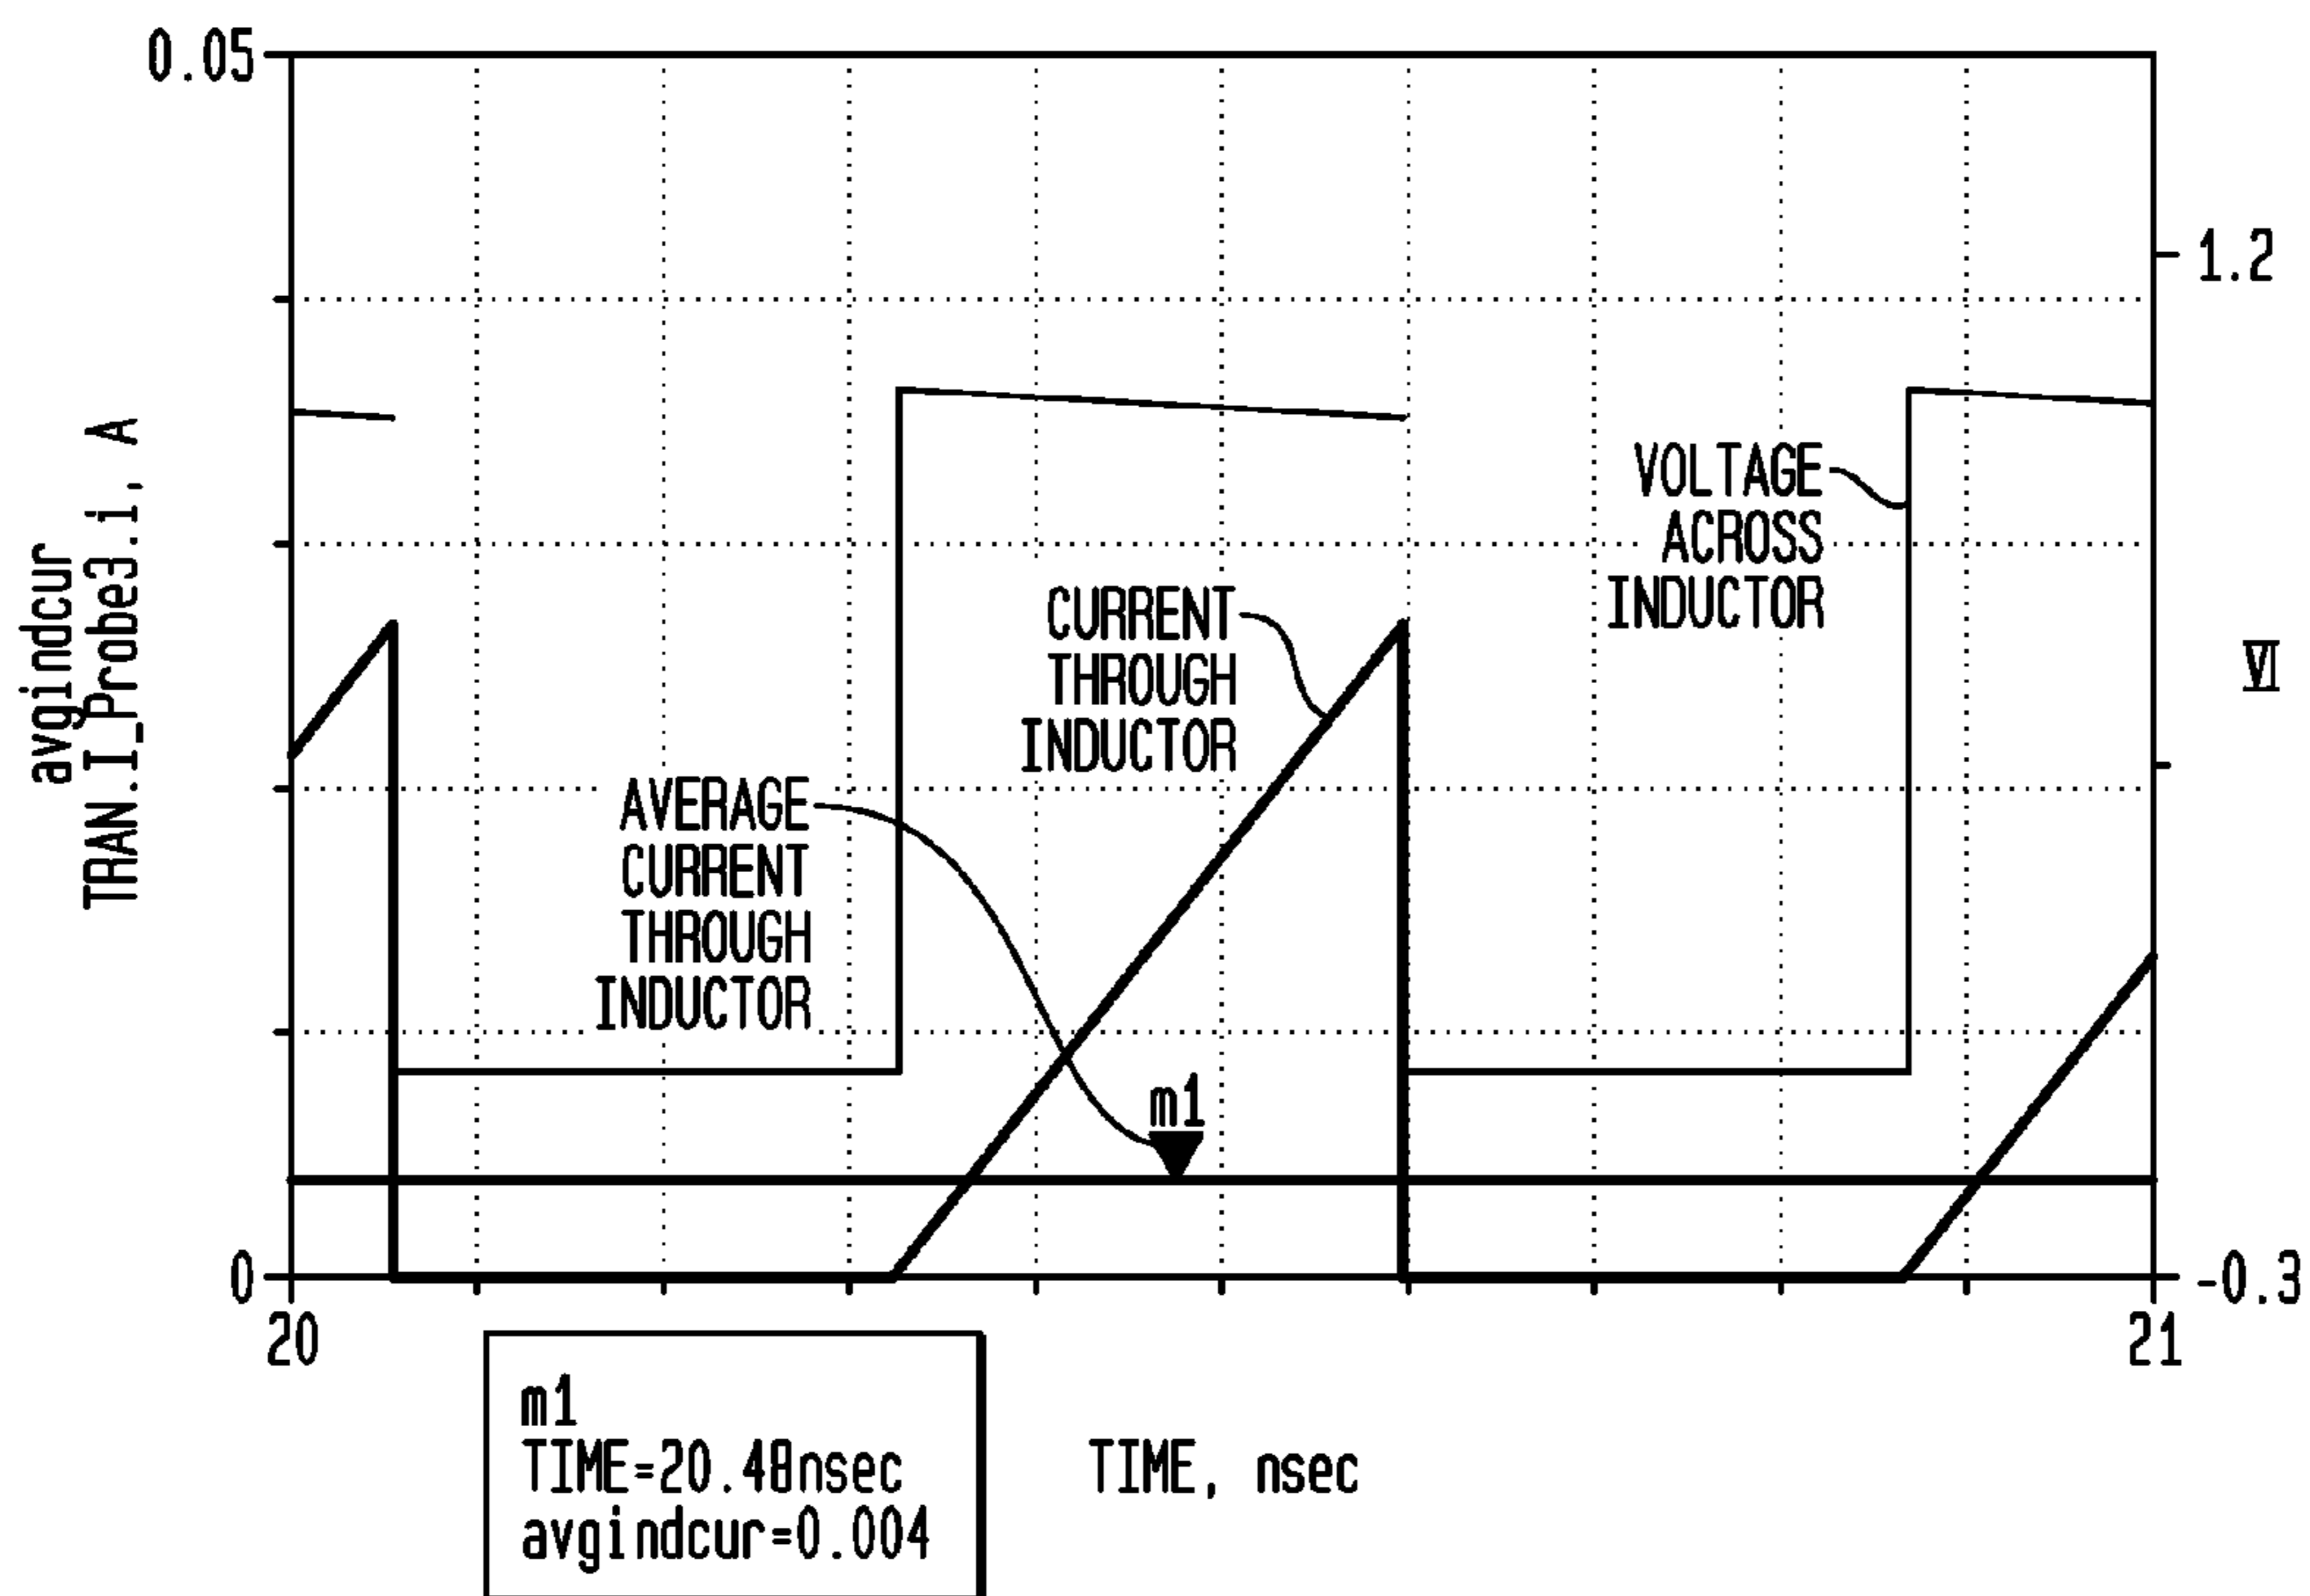 0.05
1.2
avgindcur
TRAN.I_Probe3.i, A
VOLTAGE
ACROSS
INDUCTOR
CURRENT
THROUGH
INDUCTOR
VI
AVERAGE
CURRENT
THROUGH
INDUCTOR
m1
0
-0.3
20
21
m1
TIME=20.48nsec
avgindcur=0.004
TIME, nsec